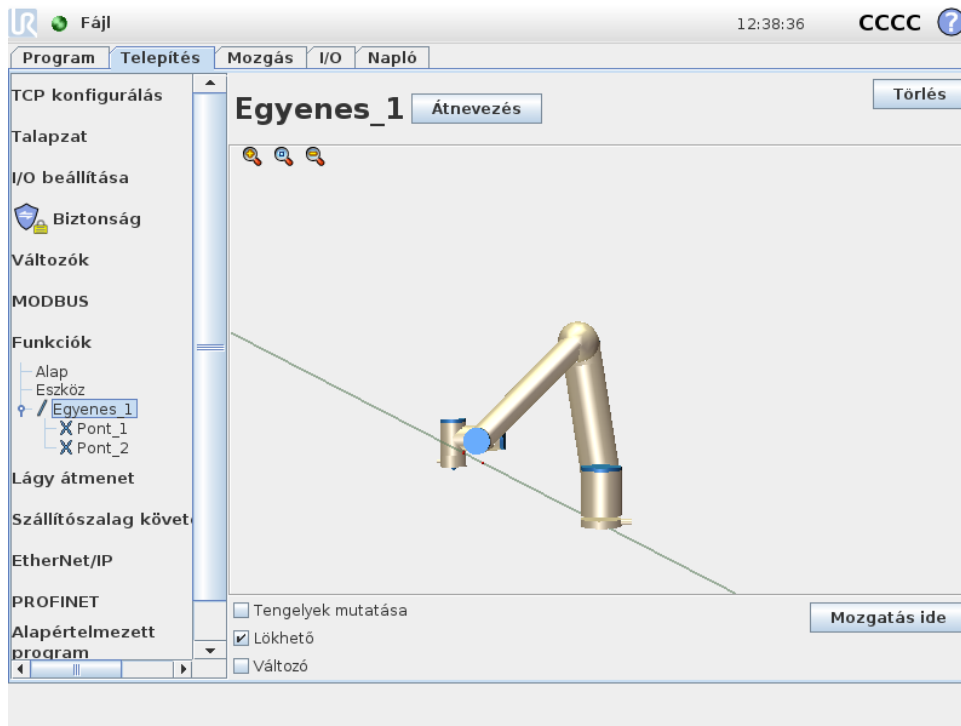 UR Fájl 12:38:36 CCCC ?
Program Telepítés Mozgás I/O Napló
TCP konfigurálás
Talapzat
I/O beállítása
Biztonság
Változók
MODBUS
Funkciók
Alap
Eszköz
Egyenes_1
Pont_1
Pont_2
Lágy átmenet
Szállítószalag követ
EtherNet/IP
PROFINET
Alapértelmezett
program
Egyenes_1 Átnevezés Törlés
Tengelyek mutatása
Lökhető
Változó
Mozgatás ide